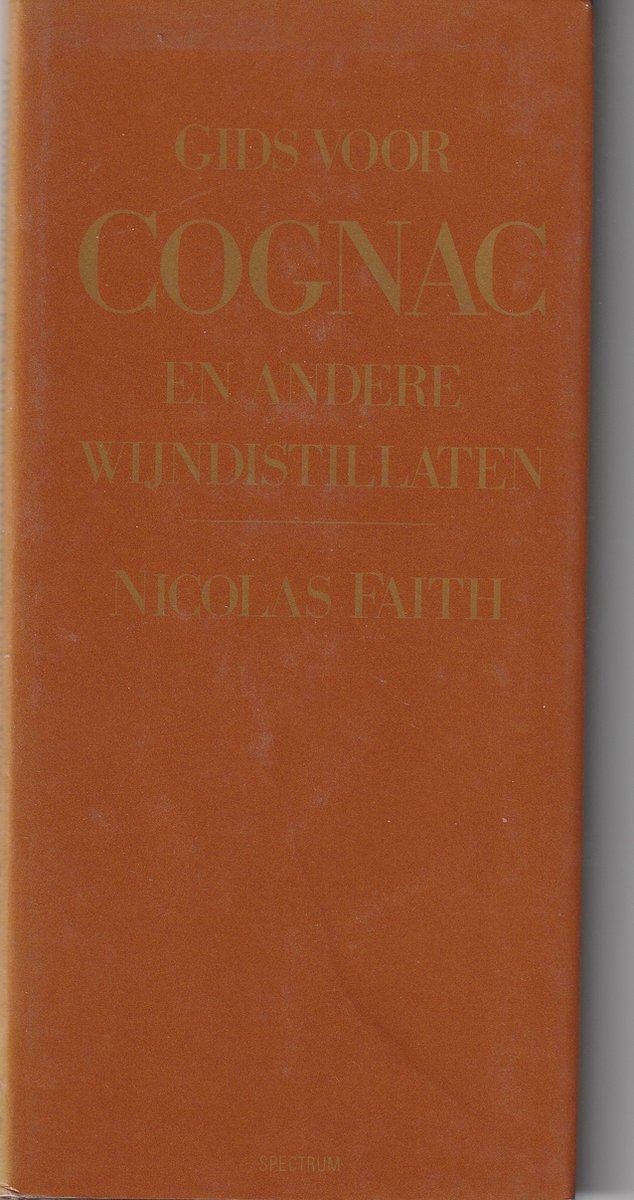 GIDS VOOR
COGNAC
EN ANDERE
WIJNDISTILLATEN
NICOLAS FAITH
SPECTRUM